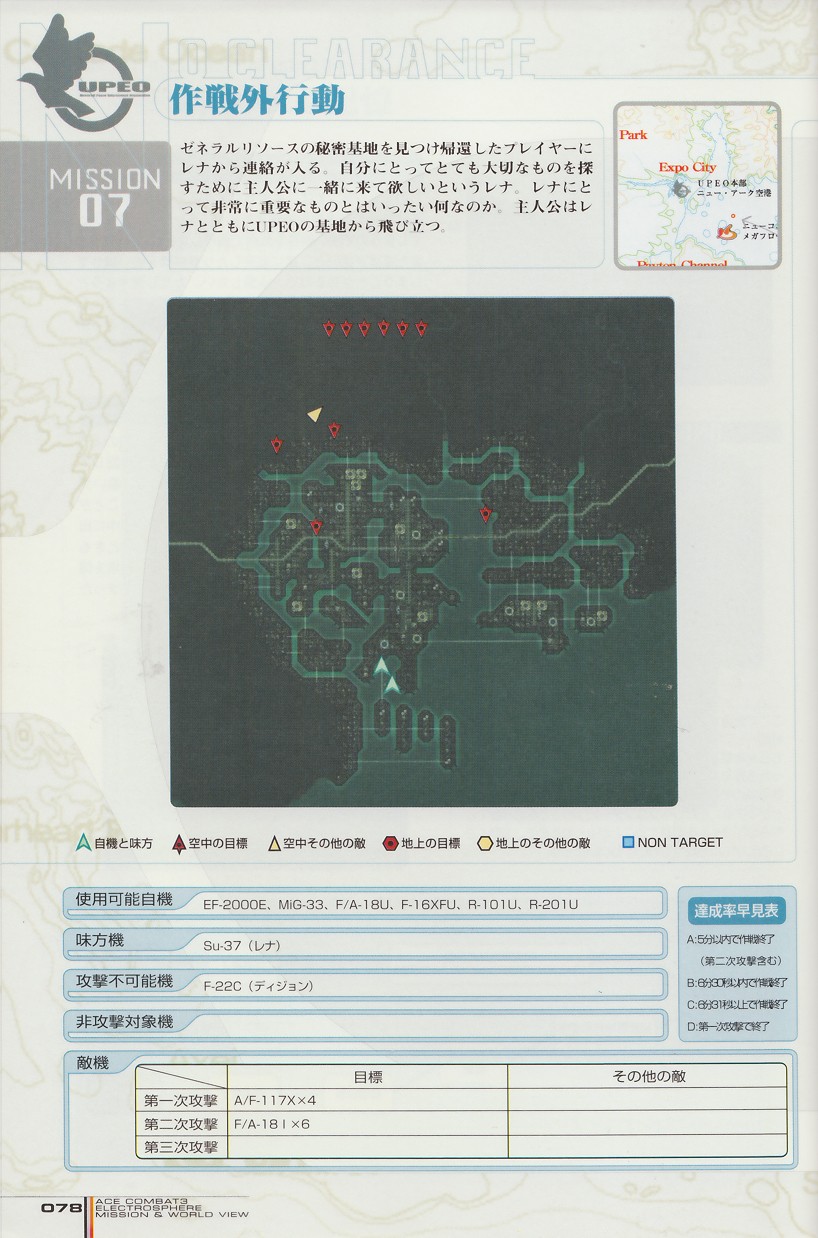 NO CLEARANCE
UPEO
作戦外行動
MISSION
07
ゼネラルリソースの秘密基地を見つけ帰還したプレイヤーに
レナから連絡が入る。自分にとってとても大切なものを探
すために主人公に一緒に来て欲しいというレナ。レナにと
って非常に重要なものとはいったい何なのか。主人公はレ
ナとともにUPEOの基地から飛び立つ。
Park
Expo City
UPEO本部
ニュー・アーク空港
ニューコ
メガフロ
Payton Channel
自機と味方 空中の目標 空中その他の敵 地上の目標 地上のその他の敵 NON TARGET
使用可能自機 EF-2000E、MiG-33、F/A-18U、F-16XFU、R-101U、R-201U
味方機 Su-37（レナ）
攻撃不可能機 F-22C（ディジョン）
非攻撃対象機
達成率早見表
A:5分以内で作戦終了
（第二次攻撃含む）
B:6分30秒以内で作戦終了
C:6分31秒以上で作戦終了
D:第一次攻撃で終了
敵機
目標 その他の敵
第一次攻撃 A/F-117X×4
第二次攻撃 F/A-18I×6
第三次攻撃
078
ACE COMBAT3
ELECTROSPHERE
MISSION & WORLD VIEW